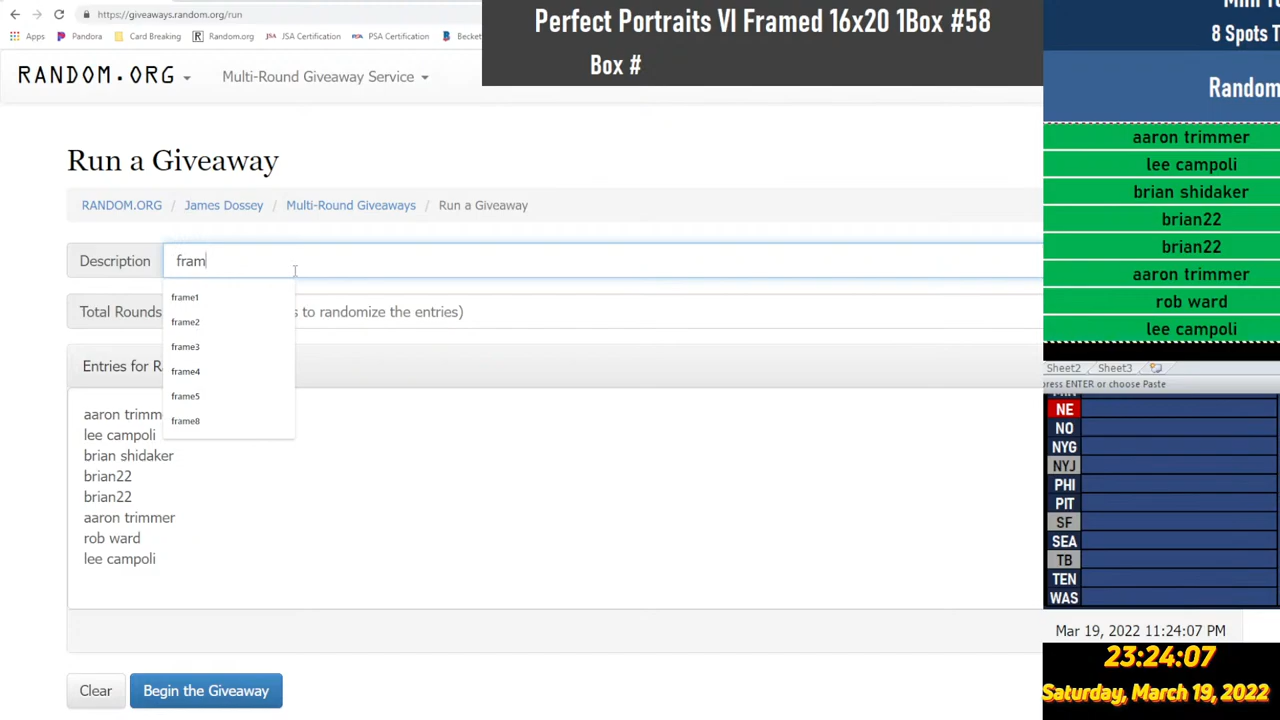 https://giveaways.random.org/run
Apps
Pandora
Card Breaking
Random.org
JSA Certification
PSA Certification
Becket
Perfect Portraits VI Framed 16x20 1Box #58
Box #
8 Spots T
RANDOM.ORG
Multi-Round Giveaway Service
Random
Run a Giveaway
RANDOM.ORG / James Dossey / Multi-Round Giveaways / Run a Giveaway
Description
fram
frame1
frame2
frame3
frame4
frame5
frame8
Total Rounds
s to randomize the entries)
Entries for R
aaron trimm
lee campoli
brian shidaker
brian22
brian22
aaron trimmer
rob ward
lee campoli
Clear
Begin the Giveaway
aaron trimmer
lee campoli
brian shidaker
brian22
brian22
aaron trimmer
rob ward
lee campoli
Sheet2
Sheet3
press ENTER or choose Paste
NE
NO
NYG
NYJ
PHI
PIT
SF
SEA
TB
TEN
WAS
Mar 19, 2022 11:24:07 PM
23:24:07
Saturday, March 19, 2022